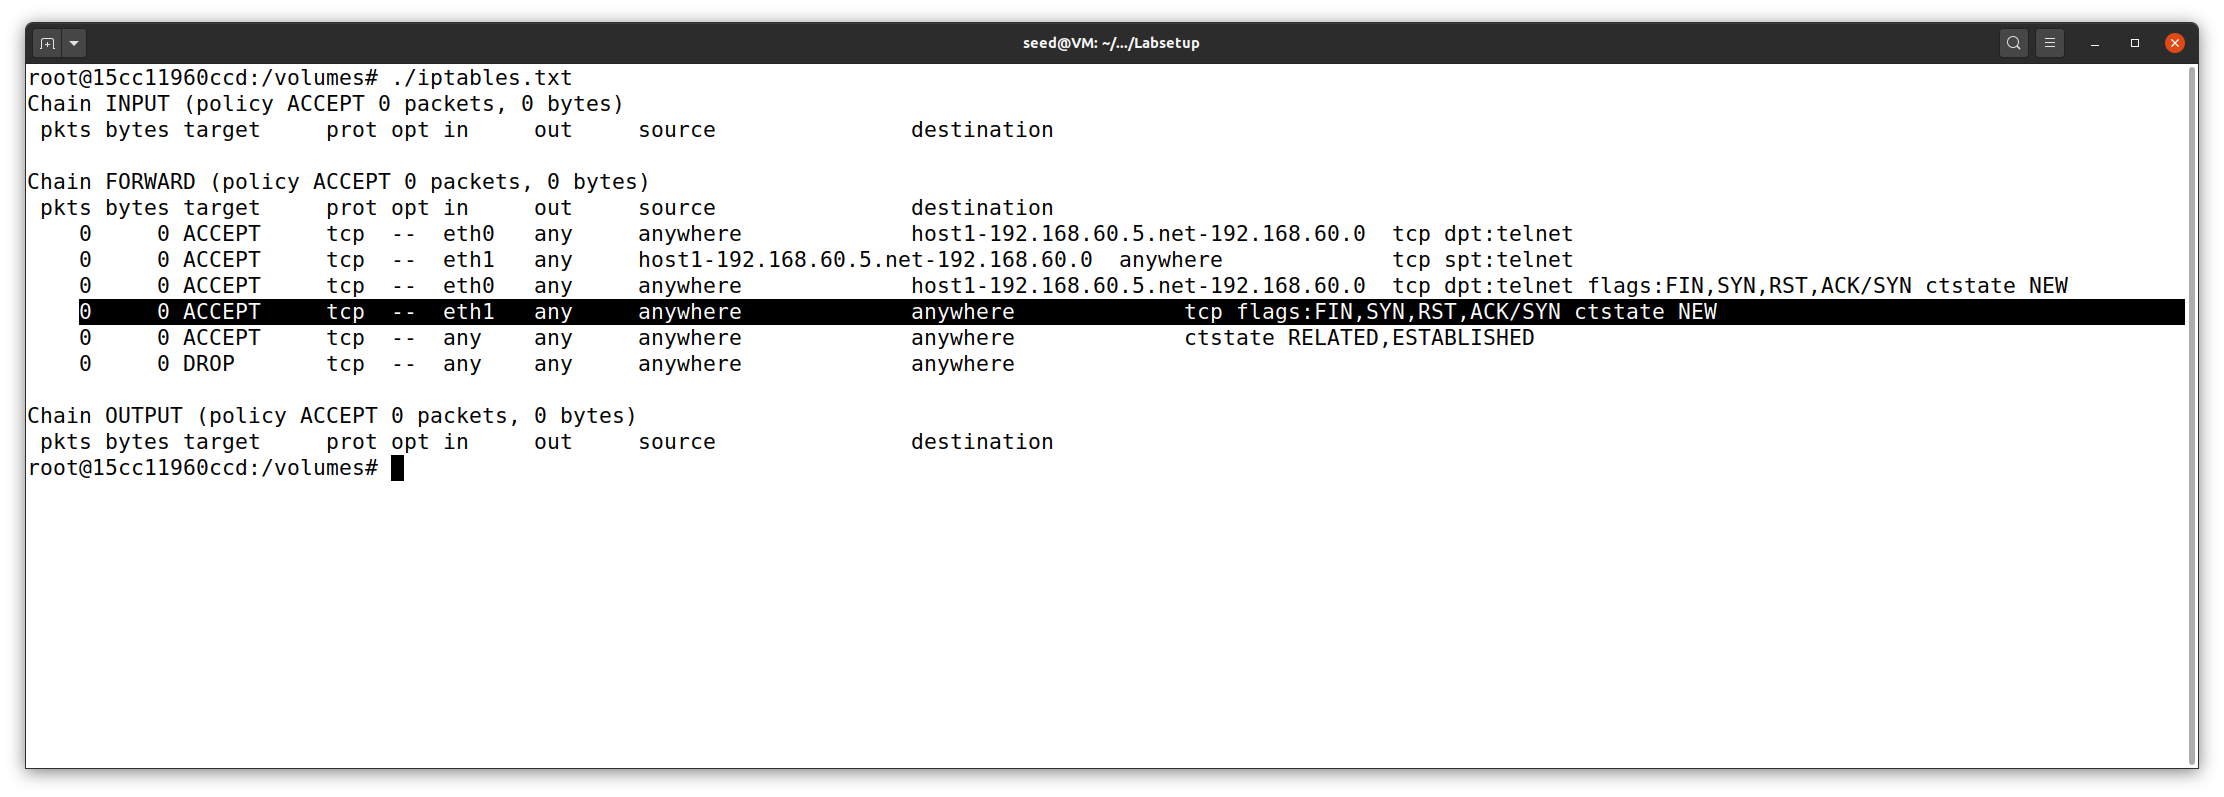 seed@VM: ~/.../Labsetup
root@15cc11960ccd:/volumes# ./iptables.txt
Chain INPUT (policy ACCEPT 0 packets, 0 bytes)
 pkts bytes target     prot opt in     out     source               destination

Chain FORWARD (policy ACCEPT 0 packets, 0 bytes)
 pkts bytes target     prot opt in     out     source               destination
    0     0 ACCEPT     tcp  --  eth0   any     anywhere             host1-192.168.60.5.net-192.168.60.0  tcp dpt:telnet
    0     0 ACCEPT     tcp  --  eth1   any     host1-192.168.60.5.net-192.168.60.0  anywhere             tcp spt:telnet
    0     0 ACCEPT     tcp  --  eth0   any     anywhere             host1-192.168.60.5.net-192.168.60.0  tcp dpt:telnet flags:FIN,SYN,RST,ACK/SYN ctstate NEW
    0     0 ACCEPT     tcp  --  eth1   any     anywhere             anywhere             tcp flags:FIN,SYN,RST,ACK/SYN ctstate NEW
    0     0 ACCEPT     tcp  --  any    any     anywhere             anywhere             ctstate RELATED,ESTABLISHED
    0     0 DROP       tcp  --  any    any     anywhere             anywhere

Chain OUTPUT (policy ACCEPT 0 packets, 0 bytes)
 pkts bytes target     prot opt in     out     source               destination
root@15cc11960ccd:/volumes#